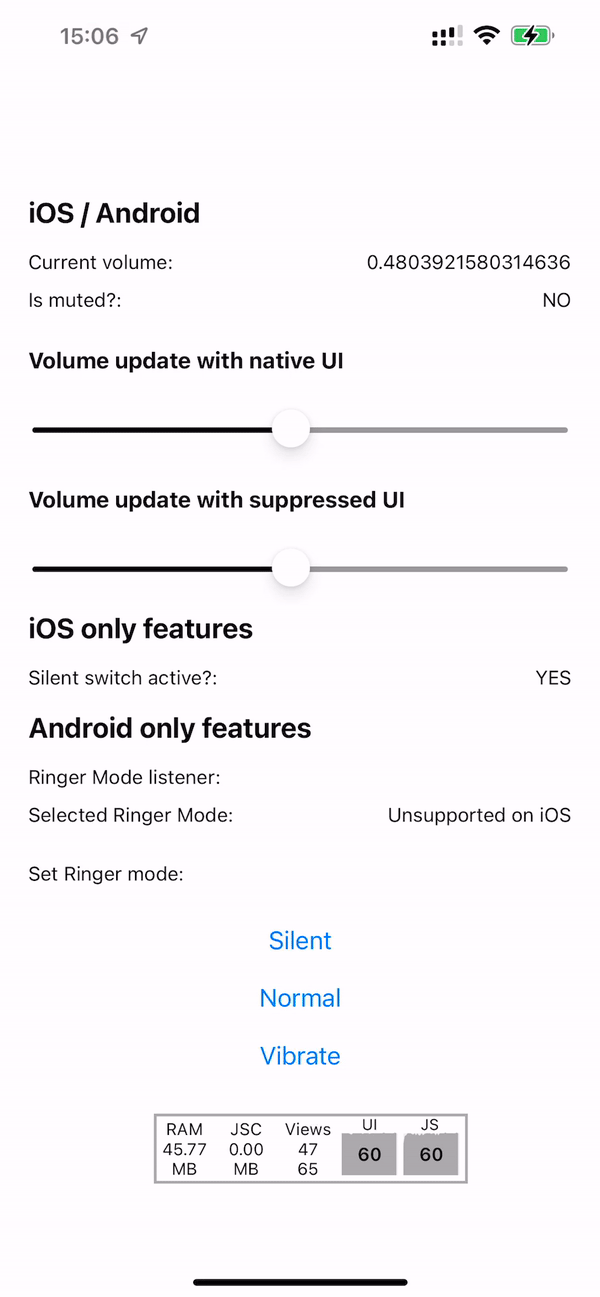 15:06
iOS / Android
Current volume: 0.4803921580314636
Is muted?: NO
Volume update with native UI
Volume update with suppressed UI
iOS only features
Silent switch active?: YES
Android only features
Ringer Mode listener:
Selected Ringer Mode: Unsupported on iOS
Set Ringer mode:
Silent
Normal
Vibrate
RAM JSC Views UI JS
45.77 0.00 47 60 60
MB MB 65